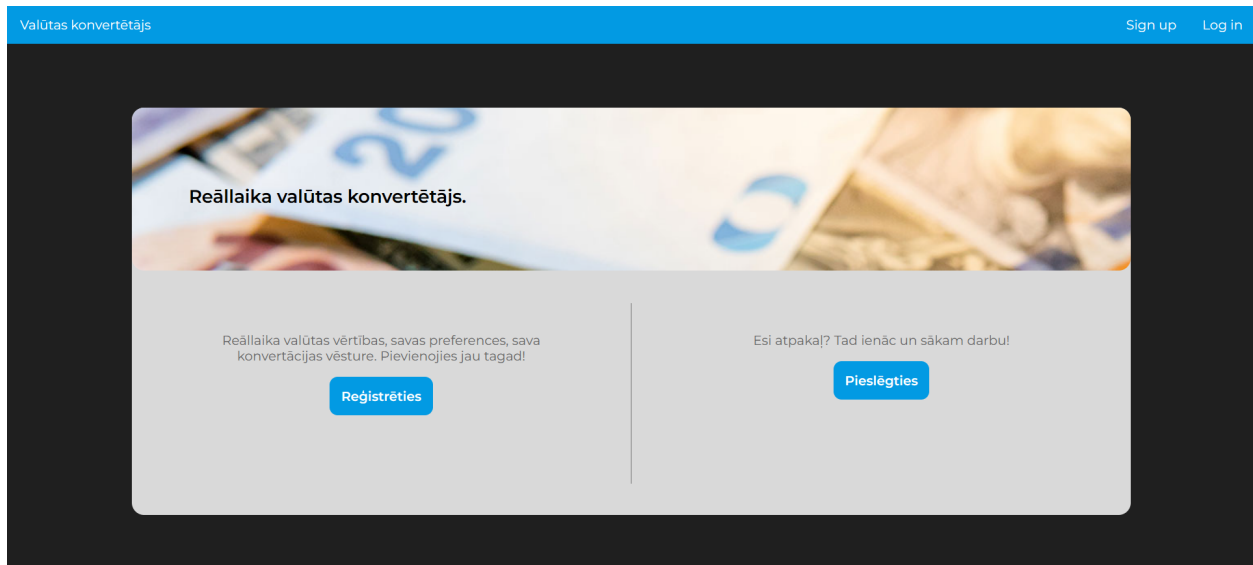 Valūtas konvertētājs
Sign up
Log in
20
Reāllaika valūtas konvertētājs.
Reāllaika valūtas vērtības, savas preferences, sava
konvertācijas vēsture. Pievienojies jau tagad!
Reģistrēties
Esi atpakaļ? Tad ienāc un sākam darbu!
Pieslēgties